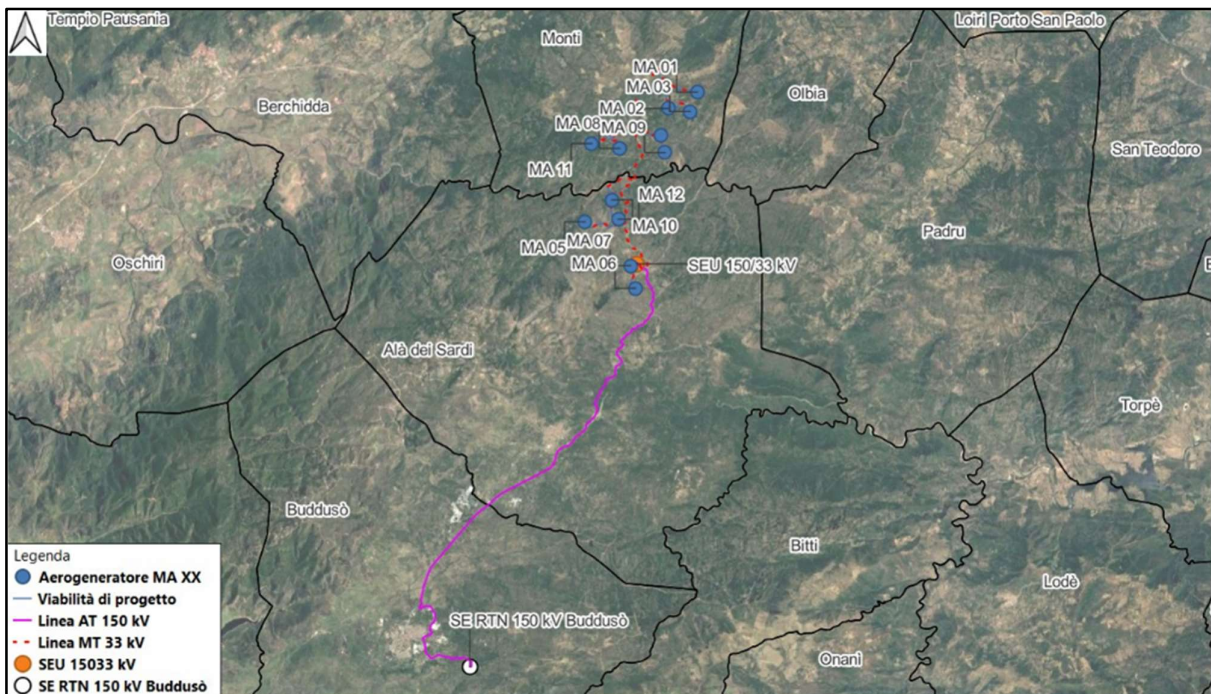 Tempio Pausania
Loiri Porto San Paolo
Monti
MA 01
MA 03
Berchidda
Olbia
MA 02
MA 08
MA 09
San Teodoro
MA 11
MA 12
MA 10
Padru
MA 05
MA 07
Oschiri
MA 06
SEU 150/33 kV
Alà dei Sardi
Torpè
Buddusò
Bitti
Lodè
Legenda
Aerogeneratore MA XX
Viabilità di progetto
Linea AT 150 kV
SE RTN 150 kV Buddusò
Linea MT 33 kV
SEU 15033 kV
Onanì
SE RTN 150 kV Buddusò